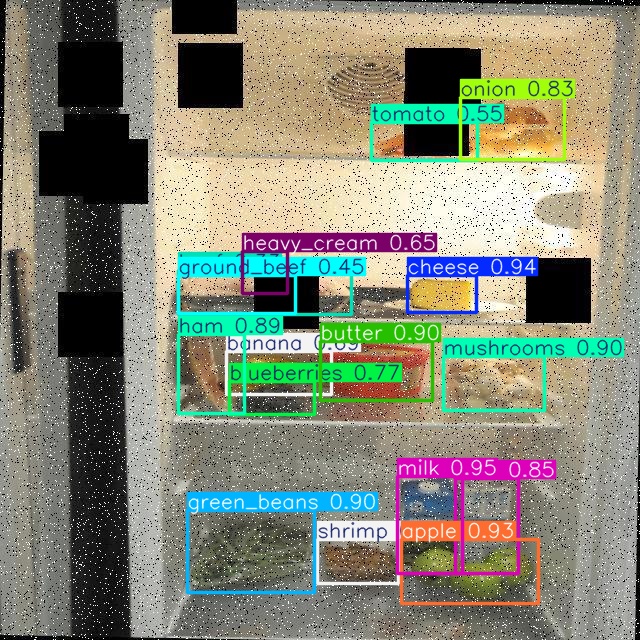 onion 0.83
tomato 0.55
heavy_cream 0.65
ground_beef 0.45
cheese 0.94
ham 0.89
butter 0.90
banana
mushrooms 0.90
blueberries 0.77
milk 0.95
0.85
green_beans 0.90
shrimp
apple 0.93